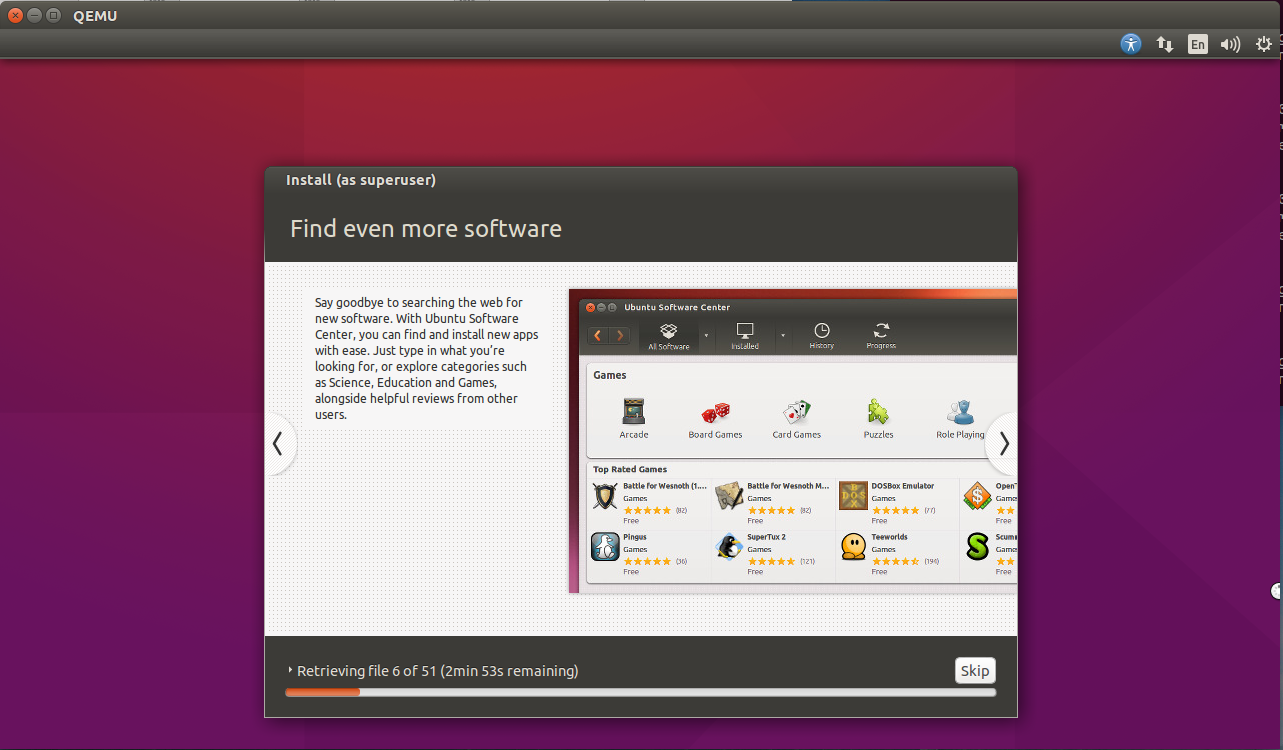 QEMU
En
Install (as superuser)
Find even more software
Say goodbye to searching the web for
new software. With Ubuntu Software
Center, you can find and install new apps
with ease. Just type in what you're
looking for, or explore categories such
as Science, Education and Games,
alongside helpful reviews from other
users.
Ubuntu Software Center
All Software Installed History Progress
Games
Arcade Board Games Card Games Puzzles Role Playing
Top Rated Games
Battle for Wesnoth (1.... Battle for Wesnoth M... DOSBox Emulator OpenT
Games Games Games Games
(82) (82) (77)
Free Free Free Free
Pingus SuperTux 2 Teeworlds Scumm
Games Games Games Games
(36) (121) (194)
Free Free Free Free
Retrieving file 6 of 51 (2min 53s remaining)
Skip